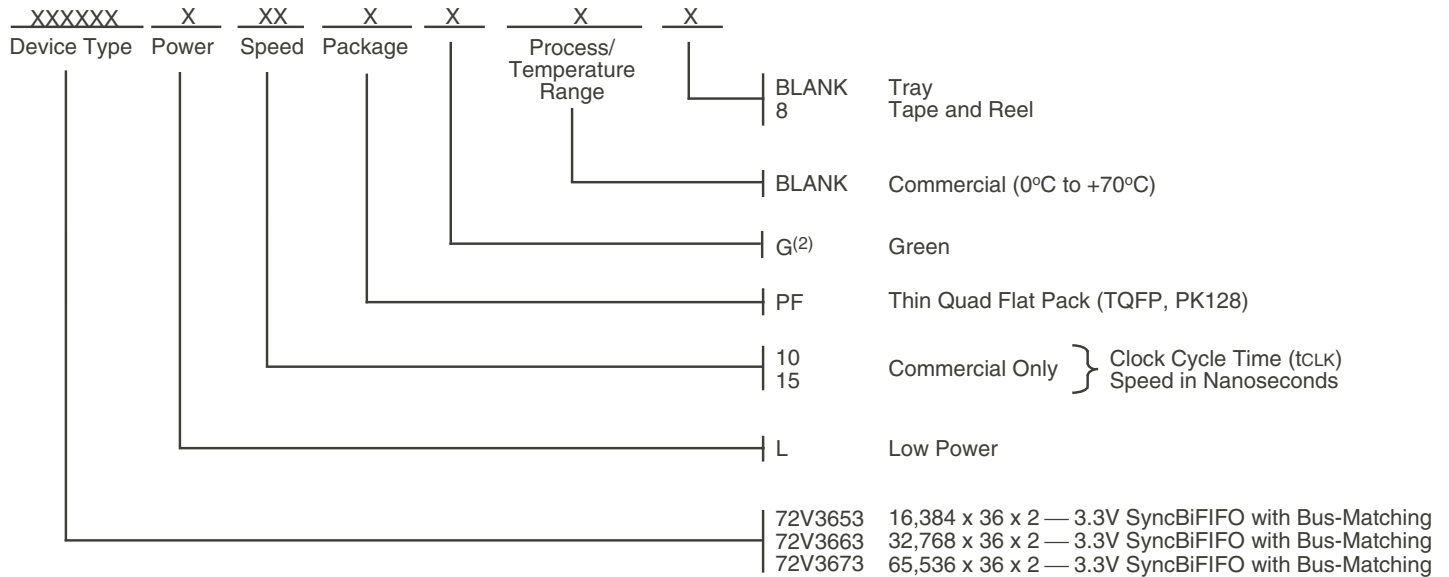 XXXXXX X XX X X X X
Device Type Power Speed Package Process/
Temperature
Range
BLANK Tray
8 Tape and Reel
BLANK Commercial (0ºC to +70ºC)
G(2) Green
PF Thin Quad Flat Pack (TQFP, PK128)
10
15
Commercial Only } Clock Cycle Time (tCLK)
Speed in Nanoseconds
L Low Power
72V3653 16,384 x 36 x 2 — 3.3V SyncBiFIFO with Bus-Matching
72V3663 32,768 x 36 x 2 — 3.3V SyncBiFIFO with Bus-Matching
72V3673 65,536 x 36 x 2 — 3.3V SyncBiFIFO with Bus-Matching